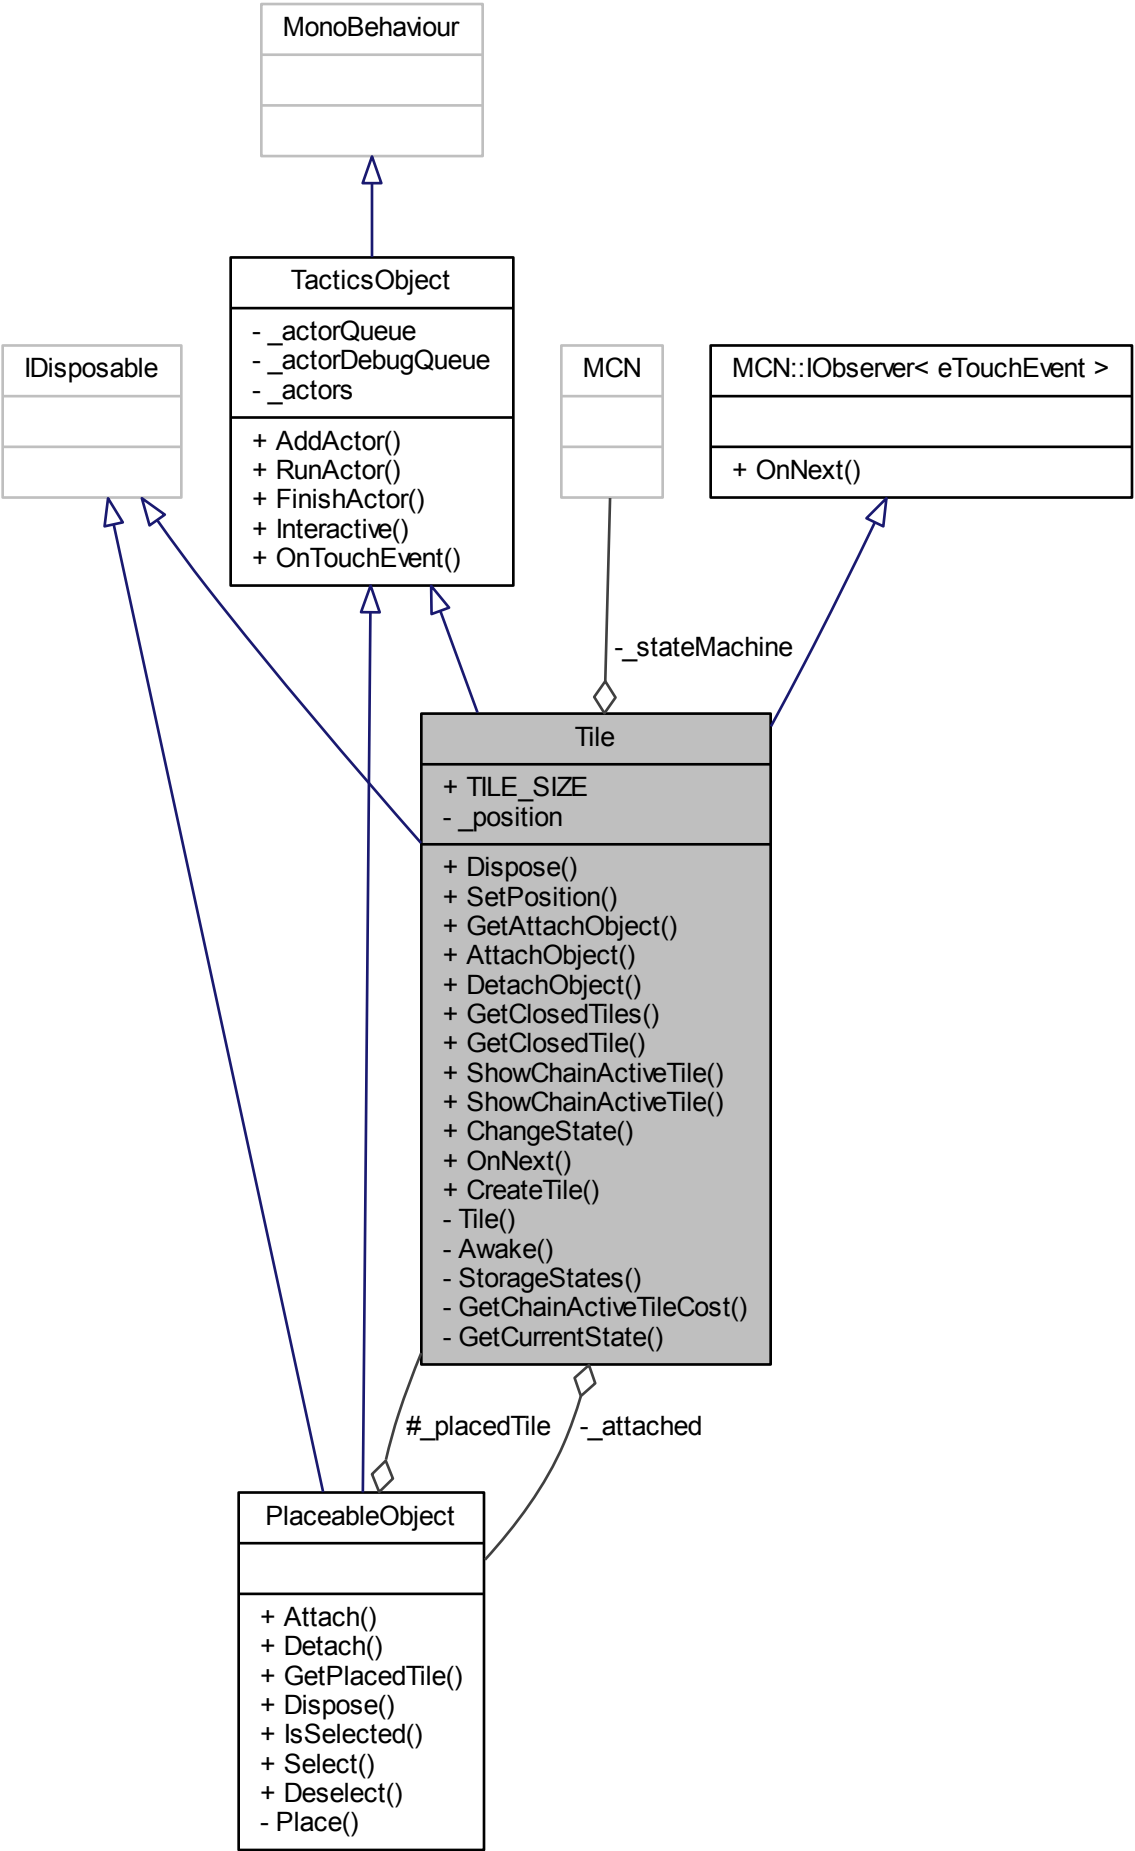 MonoBehaviour
TacticsObject
- _actorQueue
- _actorDebugQueue
- _actors
+ AddActor()
+ RunActor()
+ FinishActor()
+ Interactive()
+ OnTouchEvent()
IDisposable
MCN
MCN::IObserver< eTouchEvent >
+ OnNext()
-_stateMachine
Tile
+ TILE_SIZE
- _position
+ Dispose()
+ SetPosition()
+ GetAttachObject()
+ AttachObject()
+ DetachObject()
+ GetClosedTiles()
+ GetClosedTile()
+ ShowChainActiveTile()
+ ShowChainActiveTile()
+ ChangeState()
+ OnNext()
+ CreateTile()
- Tile()
- Awake()
- StorageStates()
- GetChainActiveTileCost()
- GetCurrentState()
#_placedTile
-_attached
PlaceableObject
+ Attach()
+ Detach()
+ GetPlacedTile()
+ Dispose()
+ IsSelected()
+ Select()
+ Deselect()
- Place()